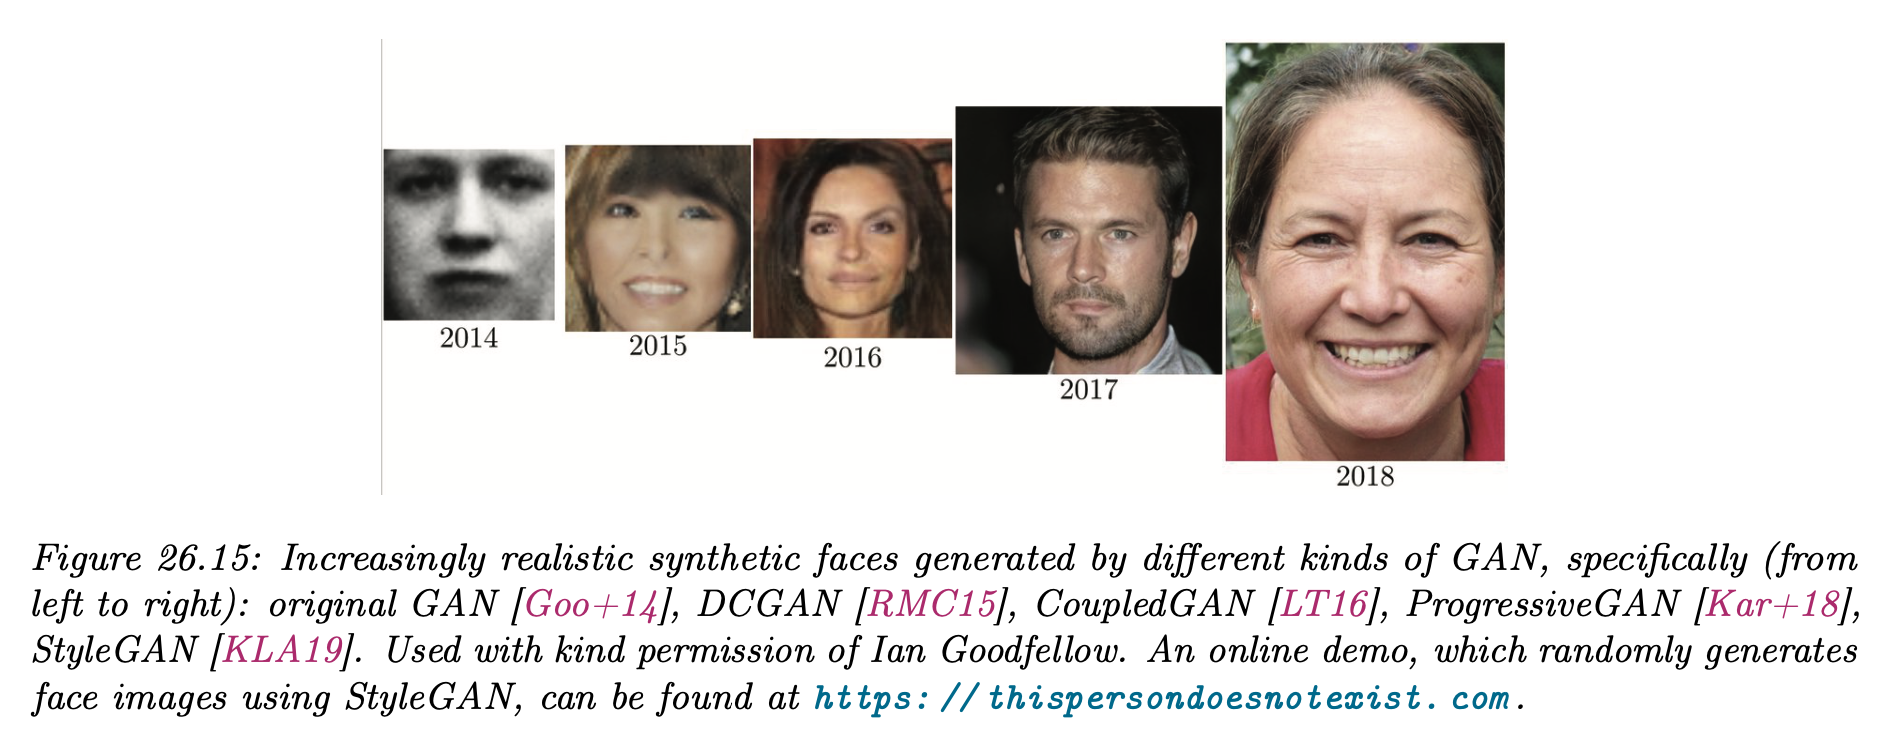 2014
2015
2016
2017
2018
Figure 26.15: Increasingly realistic synthetic faces generated by different kinds of GAN, specifically (from
left to right): original GAN [Goo+14], DCGAN [RMC15], CoupledGAN [LT16], ProgressiveGAN [Kar+18],
StyleGAN [KLA19]. Used with kind permission of Ian Goodfellow. An online demo, which randomly generates
face images using StyleGAN, can be found at https://thispersondoesnotexist.com.